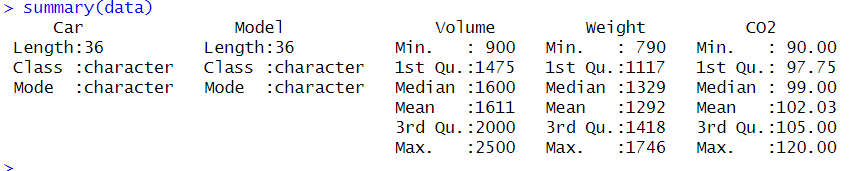 > summary(data)
Car Model Volume Weight CO2
Length:36 Length:36 Min. : 900 Min. : 790 Min. : 90.00
Class :character Class :character 1st Qu.:1475 1st Qu.:1117 1st Qu.: 97.75
Mode :character Mode :character Median :1600 Median :1329 Median : 99.00
Mean :1611 Mean :1292 Mean :102.03
3rd Qu.:2000 3rd Qu.:1418 3rd Qu.:105.00
Max. :2500 Max. :1746 Max. :120.00
>